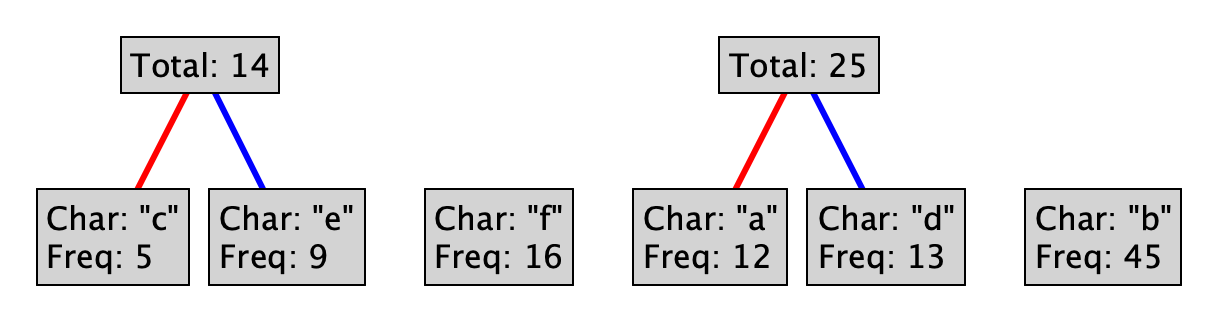 Total: 14
Total: 25
Char: "c"
Freq: 5
Char: "e"
Freq: 9
Char: "f"
Freq: 16
Char: "a"
Freq: 12
Char: "d"
Freq: 13
Char: "b"
Freq: 45